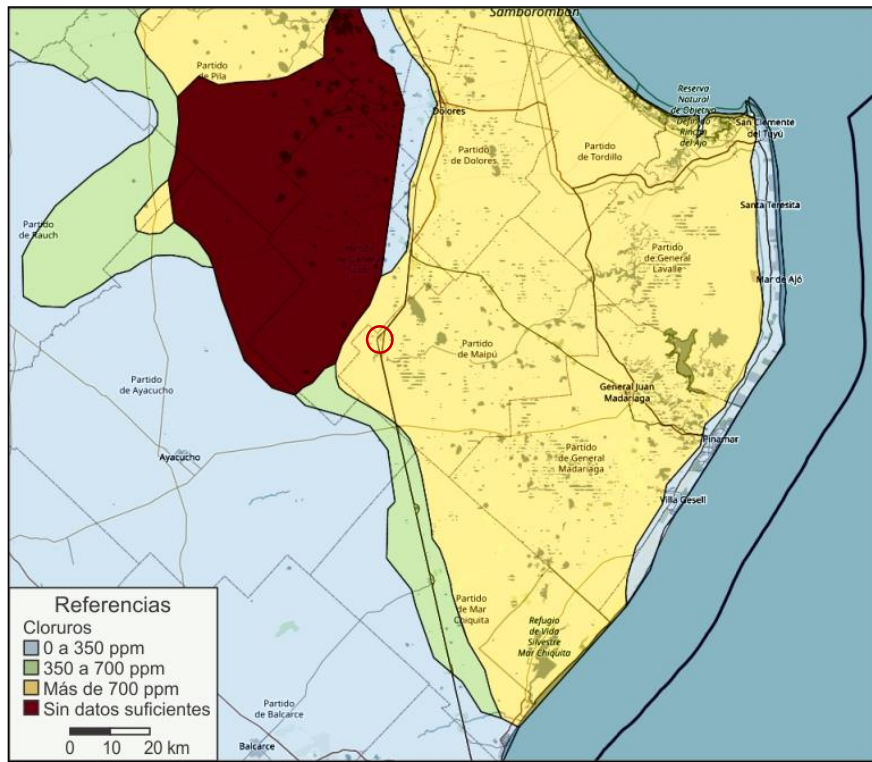 Samborombón
Partido
de Pila
Dolores
Reserva
Natural
de Objetivo
Definido
Rincón
del Ajo
San Clemente
del Tuyú
Partido
de Dolores
Partido
de Tordillo
Santa Teresita
Partido
de Rauch
Partido
de General
Lavalle
Mar de Ajó
Partido
de Maipú
Partido
de Ayacucho
General Juan
Madariaga
Pinamar
Ayacucho
Partido
de General
Madariaga
Villa Gesell
Partido
de Mar
Chiquita
Refugio
de Vida
Silvestre
Mar Chiquita
Partido
de Balcarce
Balcarce
Referencias
Cloruros
0 a 350 ppm
350 a 700 ppm
Más de 700 ppm
Sin datos suficientes
0 10 20 km